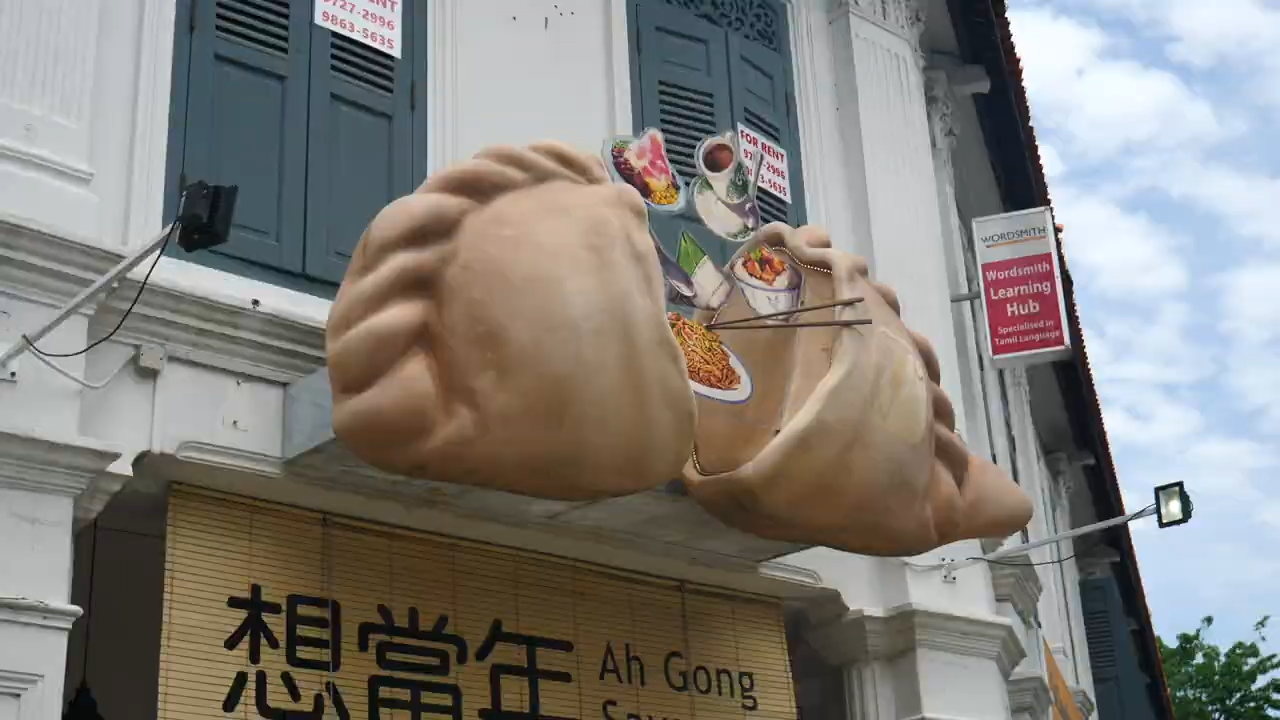 9727-2996
9863-5635
FOR RENT
WORDSMITH
Wordsmith
Learning
Hub
Specialised in
Tamil Language
想當年
Ah Gong